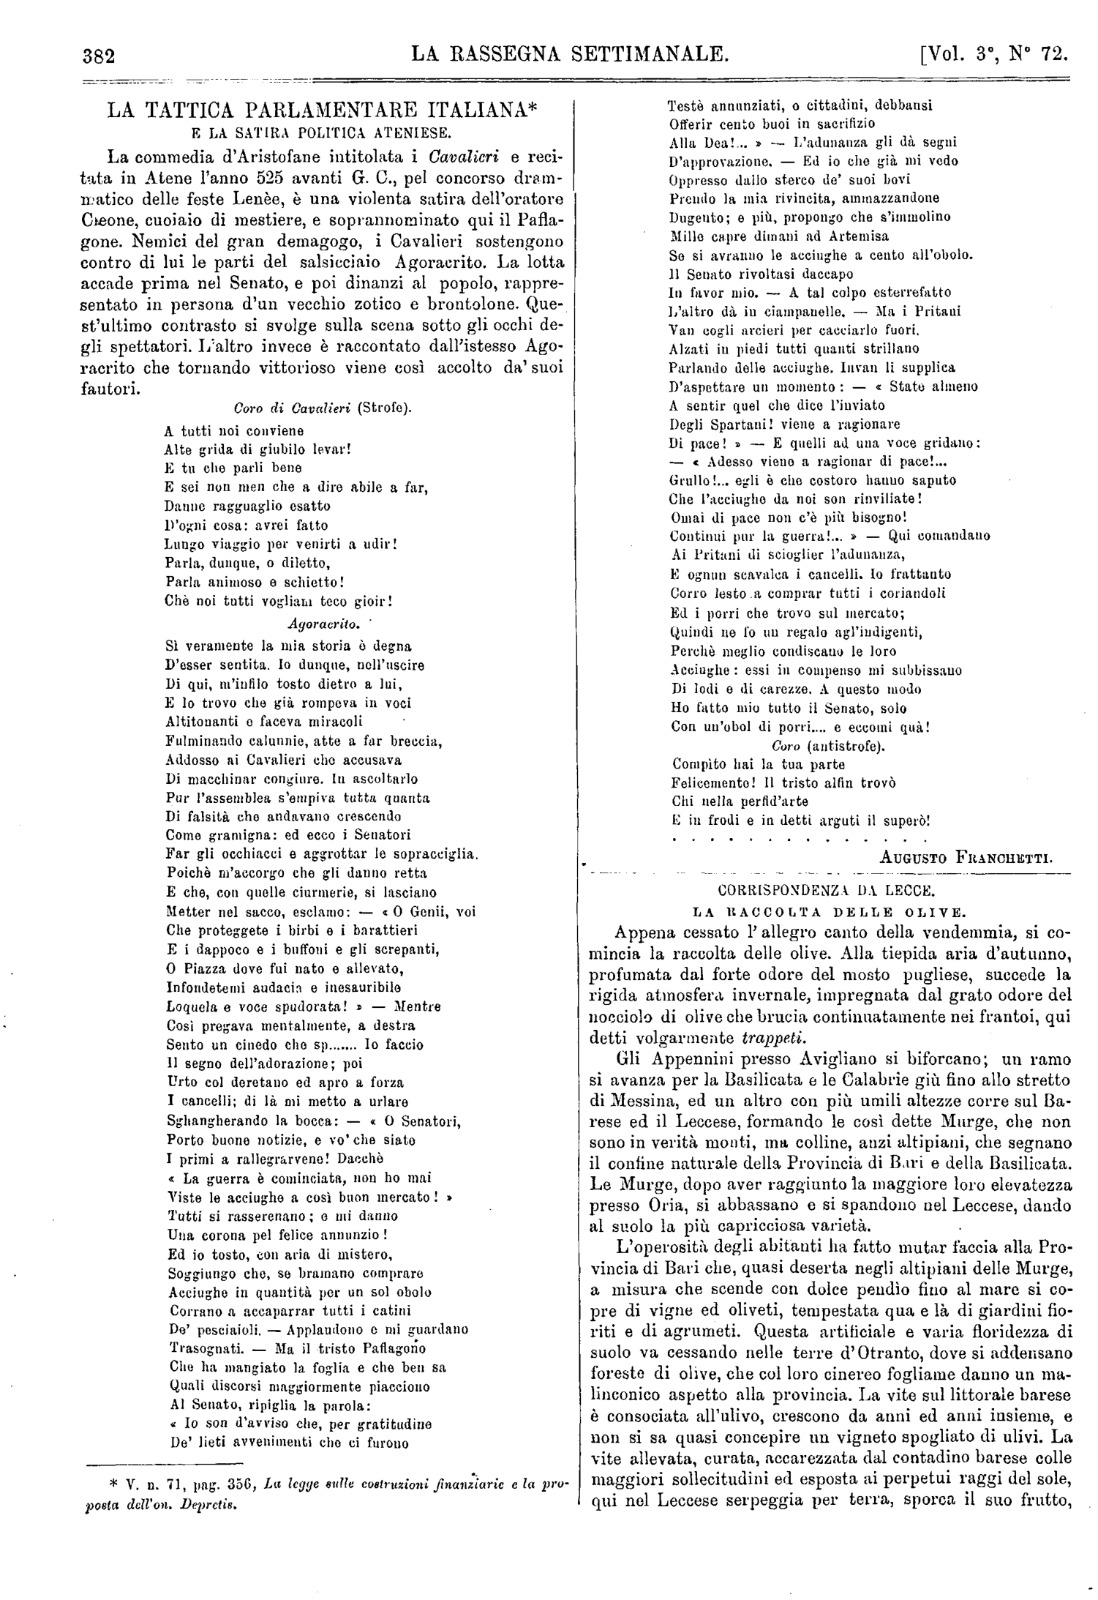 382
LA RASSEGNA SETTIMANALE.
[Vol. 3°, N° 72.
LA TATTICA PARLAMENTARE ITALIANA*
E LA SATIRA POLITICA ATENIESE.
La commedia d'Aristofane intitolata i Cavalieri e reci-
tata in Atene l'anno 525 avanti G. C., pel concorso dram-
matico delle feste Lenèe, è una violenta satira dell'oratore
Cleone, cuoiaio di mestiere, e soprannominato qui il Pafla-
gone. Nemici del gran demagogo, i Cavalieri sostengono
contro di lui le parti del salsicciaio Agoracrito. La lotta
accade prima nel Senato, e poi dinanzi al popolo, rappre-
sentato in persona d'un vecchio zotico e brontolone. Que-
st'ultimo contrasto si svolge sulla scena sotto gli occhi de-
gli spettatori. L'altro invece è raccontato dall'istesso Ago-
racrito che tornando vittorioso viene così accolto da' suoi
fautori.
Coro di Cavalieri (Strofe).
A tutti noi conviene
Alte grida di giubilo levar!
E tu che parli bene
E sei non men che a dire abile a far,
Danne ragguaglio esatto
D'ogni cosa: avrei fatto
Lungo viaggio per venirti a udir!
Parla, dunque, o diletto,
Parla animoso e schietto!
Chè noi tutti vogliam teco gioir!
Agoracrito.
Sì veramente la mia storia è degna
D'esser sentita. Io dunque, nell'uscire
Di qui, m'infilo tosto dietro a lui,
E lo trovo che già rompeva in voci
Altitonanti e faceva miracoli
Fulminando calunnie, atte a far breccia,
Addosso ai Cavalieri che accusava
Di macchinar congiure. In ascoltarlo
Pur l'assemblea s'empiva tutta quanta
Di falsità che andavano crescendo
Come gramigna: ed ecco i Senatori
Far gli occhiacci e aggrottar le sopracciglia.
Poichè m'accorgo che gli danno retta
E che, con quelle ciurmerie, si lasciano
Metter nel sacco, esclamo: — « O Genii, voi
Che proteggete i birbi e i barattieri
E i dappoco e i buffoni e gli screpanti,
O Piazza dove fui nato e allevato,
Infondetemi audacia e inesauribile
Loquela e voce spudorata! » — Mentre
Così pregava mentalmente, a destra
Sento un cinedo che sp....... Io faccio
Il segno dell'adorazione; poi
Urto col deretano ed apro a forza
I cancelli; di là mi metto a urlare
Sghangherando la bocca: — « O Senatori,
Porto buone notizie, e vo' che siate
I primi a rallegrarvene! Dacchè
« La guerra è cominciata, non ho mai
Viste le acciughe a così buon mercato! »
Tutti si rasserenano; e mi danno
Una corona pel felice annunzio!
Ed io tosto, con aria di mistero,
Soggiungo che, se bramano comprare
Acciughe in quantità per un sol obolo
Corrano a accaparrar tutti i catini
De' pesciaioli. — Applaudono e mi guardano
Trasognati. — Ma il tristo Paflagone
Che ha mangiato la foglia e che ben sa
Quali discorsi maggiormente piacciono
Al Senato, ripiglia la parola:
« Io son d'avviso che, per gratitudine
De' lieti avvenimenti che ci furono
* V. n. 71, pag. 356, La legge sulle costruzioni finanziarie e la pro-
posta dell'on. Depretis.
Testè annunziati, o cittadini, debbansi
Offerir cento buoi in sacrifizio
Alla Dea!... » — L'adunanza gli dà segni
D'approvazione. — Ed io che già mi vedo
Oppresso dallo sterco de' suoi bovi
Prendo la mia rivincita, ammazzandone
Dugento; e più, propongo che s'immolino
Mille capre dimani ad Artemisa
Se si avranno le acciughe a cento all'obolo.
Il Senato rivoltasi daccapo
In favor mio. — A tal colpo esterrefatto
L'altro dà in ciampanelle. — Ma i Pritani
Van cogli arcieri per cacciarlo fuori.
Alzati in piedi tutti quanti strillano
Parlando delle acciughe. Invan li supplica
D'aspettare un momento: — « State almeno
A sentir quel che dice l'inviato
Degli Spartani! viene a ragionare
Di pace! » — E quelli ad una voce gridano:
— « Adesso viene a ragionar di pace!...
Grullo!... egli è che costoro hanno saputo
Che l'acciughe da noi son rinviliate!
Omai di pace non c'è più bisogno!
Continui pur la guerra!... » — Qui comandano
Ai Pritani di scioglier l'adunanza,
E ognun scavalca i cancelli. Io frattanto
Corro lesto a comprar tutti i coriandoli
Ed i porri che trovo sul mercato;
Quindi ne fo un regalo agl'indigenti,
Perchè meglio condiscano le loro
Acciughe: essi in compenso mi subbissano
Di lodi e di carezze. A questo modo
Ho fatto mio tutto il Senato, solo
Con un'obol di porri.... e eccomi quà!
Coro (antistrofe).
Compìto hai la tua parte
Felicemente! Il tristo alfin trovò
Chi nella perfid'arte
E in frodi e in detti arguti il superò!
. . . . . . . . . . . . . .
AUGUSTO FRANCHETTI.
CORRISPONDENZA DA LECCE.
LA RACCOLTA DELLE OLIVE.
Appena cessato l'allegro canto della vendemmia, si co-
mincia la raccolta delle olive. Alla tiepida aria d'autunno,
profumata dal forte odore del mosto pugliese, succede la
rigida atmosfera invernale, impregnata dal grato odore del
nocciolo di olive che brucia continuatamente nei frantoi, qui
detti volgarmente trappeti.
Gli Appennini presso Avigliano si biforcano; un ramo
si avanza per la Basilicata e le Calabrie giù fino allo stretto
di Messina, ed un altro con più umili altezze corre sul Ba-
rese ed il Leccese, formando le così dette Murge, che non
sono in verità monti, ma colline, anzi altipiani, che segnano
il confine naturale della Provincia di Bari e della Basilicata.
Le Murge, dopo aver raggiunto la maggiore loro elevatezza
presso Oria, si abbassano e si spandono nel Leccese, dando
al suolo la più capricciosa varietà.
L'operosità degli abitanti ha fatto mutar faccia alla Pro-
vincia di Bari che, quasi deserta negli altipiani delle Murge,
a misura che scende con dolce pendìo fino al mare si co-
pre di vigne ed oliveti, tempestata qua e là di giardini fio-
riti e di agrumeti. Questa artificiale e varia floridezza di
suolo va cessando nelle terre d'Otranto, dove si addensano
foreste di olive, che col loro cinereo fogliame danno un ma-
linconico aspetto alla provincia. La vite sul littorale barese
è consociata all'ulivo, crescono da anni ed anni insieme, e
non si sa quasi concepire un vigneto spogliato di ulivi. La
vite allevata, curata, accarezzata dal contadino barese colle
maggiori sollecitudini ed esposta ai perpetui raggi del sole,
qui nel Leccese serpeggia per terra, sporca il suo frutto,